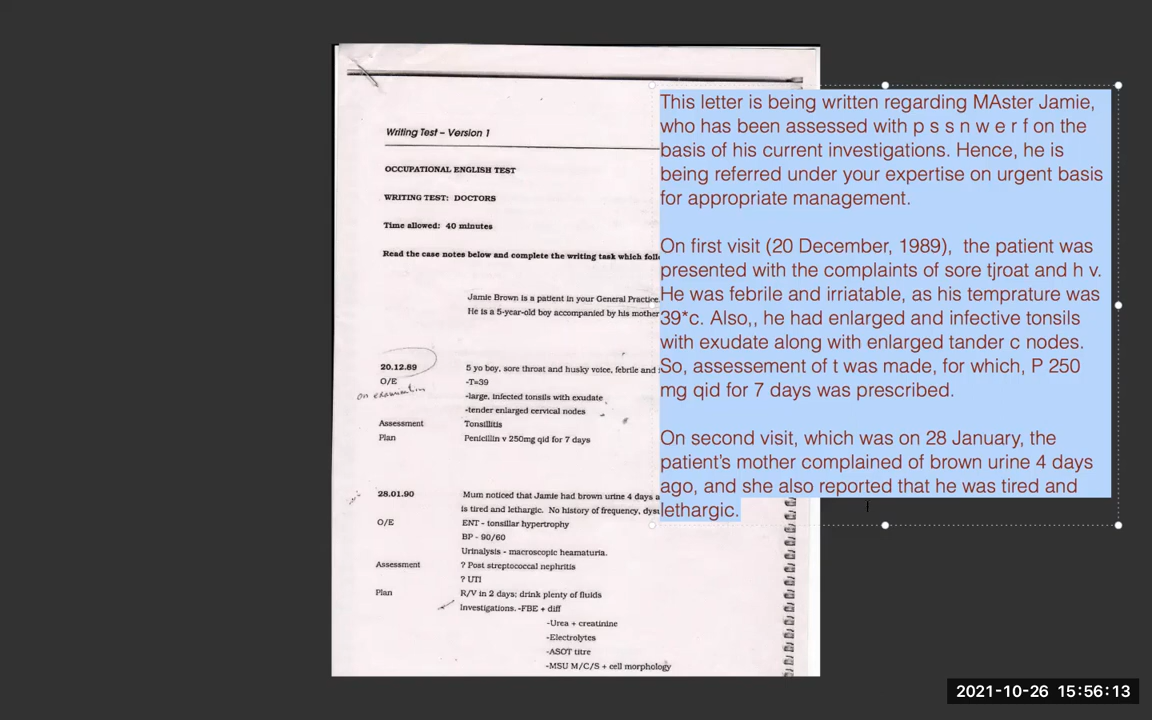 Writing Test – Version 1
OCCUPATIONAL ENGLISH TEST
WRITING TEST: DOCTORS
Time allowed: 40 minutes
Read the case notes below and complete the writing task which foll
Jamie Brown is a patient in your General Practice.
He is a 5-year-old boy accompanied by his mother
20.12.89 5 yo boy, sore throat and husky voice, febrile and
O/E -T=39
on examination
-large, infected tonsils with exudate
-tender enlarged cervical nodes
Assessment Tonsillitis
Plan Penicillin v 250mg qid for 7 days
28.01.90 Mum noticed that Jamie had brown urine 4 days a
is tired and lethargic. No history of frequency, dysu
O/E ENT - tonsillar hypertrophy
BP - 90/60
Urinalysis - macroscopic heamaturia.
Assessment ? Post streptococcal nephritis
? UTI
Plan R/V in 2 days; drink plenty of fluids
Investigations. -FBE + diff
-Urea + creatinine
-Electrolytes
-ASOT titre
-MSU M/C/S + cell morphology
This letter is being written regarding MAster Jamie,
who has been assessed with p s s n w e r f on the
basis of his current investigations. Hence, he is
being referred under your expertise on urgent basis
for appropriate management.
On first visit (20 December, 1989),  the patient was
presented with the complaints of sore tjroat and h v.
He was febrile and irriatable, as his temprature was
39*c. Also,, he had enlarged and infective tonsils
with exudate along with enlarged tander c nodes.
So, assessement of t was made, for which, P 250
mg qid for 7 days was prescribed.
On second visit, which was on 28 January, the
patient’s mother complained of brown urine 4 days
ago, and she also reported that he was tired and
lethargic.
2021-10-26 15:56:13